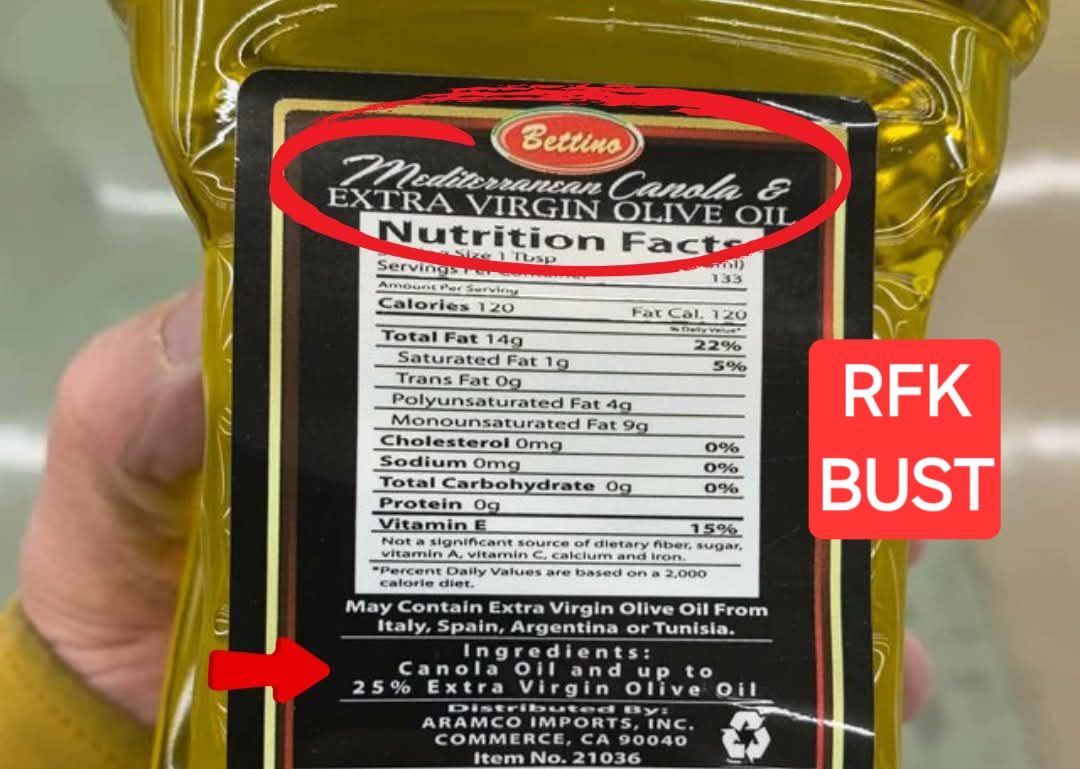 Bettino
Mediterranean Canola &
EXTRA VIRGIN OLIVE OIL
Nutrition Facts
Size 1 Tbsp
Servings Per Container
133
Amount Per Serving
Calories 120 Fat Cal. 120
% Daily Value*
Total Fat 14g 22%
Saturated Fat 1g 5%
Trans Fat 0g
Polyunsaturated Fat 4g
Monounsaturated Fat 9g
Cholesterol 0mg 0%
Sodium 0mg 0%
Total Carbohydrate 0g 0%
Protein 0g
Vitamin E 15%
Not a significant source of dietary fiber, sugar,
vitamin A, vitamin C, calcium and iron.
*Percent Daily Values are based on a 2,000
calorie diet.
May Contain Extra Virgin Olive Oil From
Italy, Spain, Argentina or Tunisia.
Ingredients:
Canola Oil and up to
25% Extra Virgin Olive Oil
Distributed By:
ARAMCO IMPORTS, INC.
COMMERCE, CA 90040
Item No. 21036
RFK
BUST